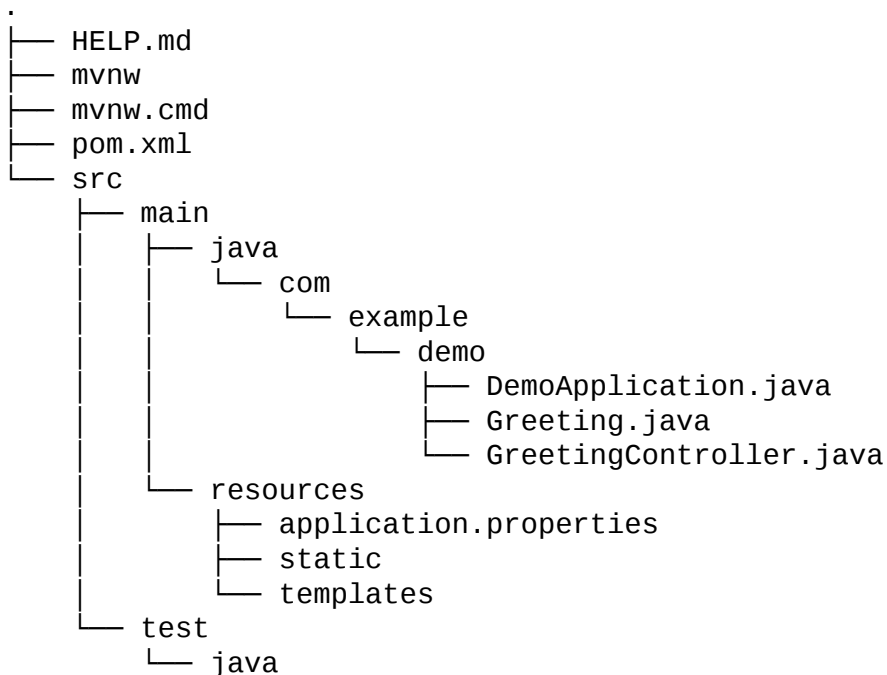 .
├── HELP.md
├── mvnw
├── mvnw.cmd
├── pom.xml
└── src
    ├── main
    │   ├── java
    │   │   └── com
    │   │       └── example
    │   │           └── demo
    │   │               ├── DemoApplication.java
    │   │               ├── Greeting.java
    │   │               └── GreetingController.java
    │   └── resources
    │       ├── application.properties
    │       ├── static
    │       └── templates
    └── test
        └── java